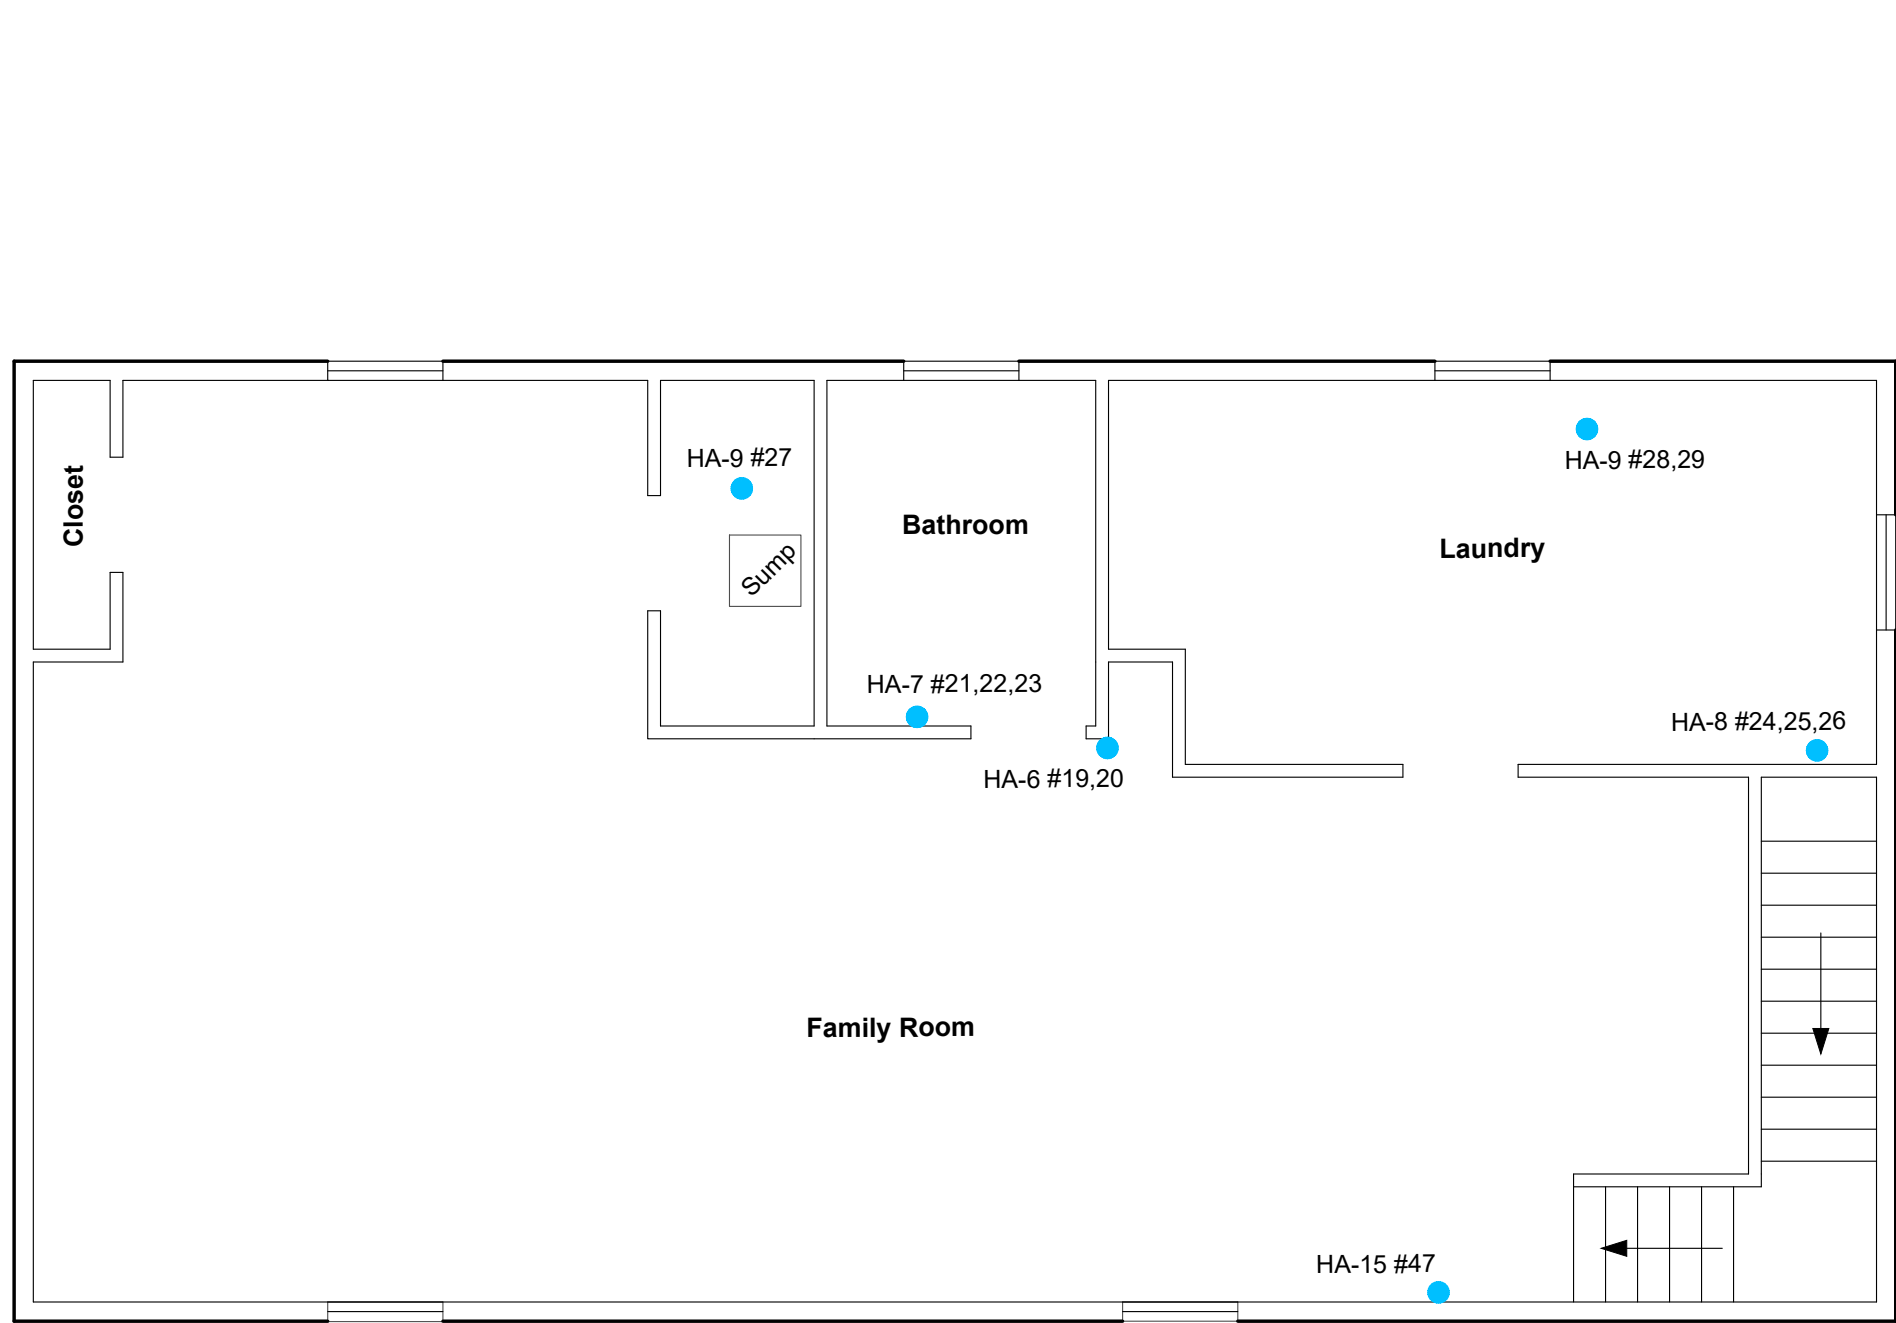 HA-9 #27
HA-9 #28,29
Closet
Bathroom
Laundry
Sump
HA-7 #21,22,23
HA-8 #24,25,26
HA-6 #19,20
Family Room
HA-15 #47